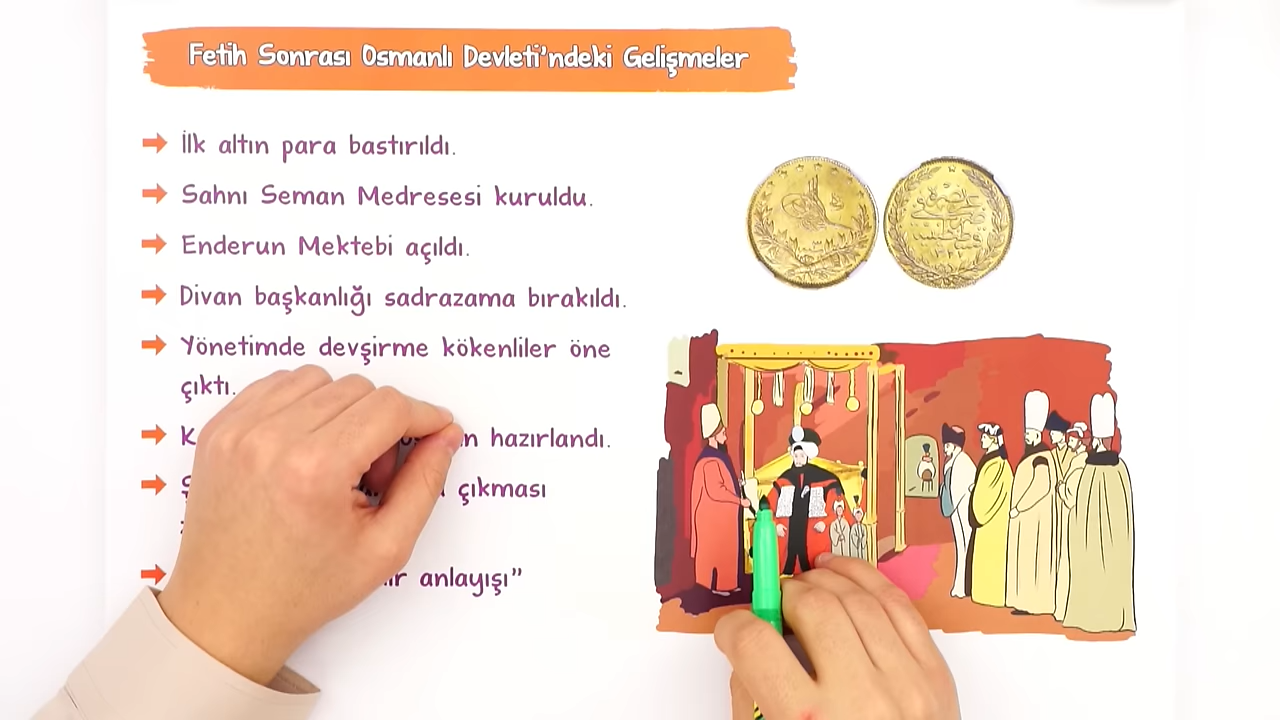 Fetih Sonrası Osmanlı Devleti'ndeki Gelişmeler
İlk altın para bastırıldı.
Sahnı Seman Medresesi kuruldu.
Enderun Mektebi açıldı.
Divan başkanlığı sadrazama bırakıldı.
Yönetimde devşirme kökenliler öne
çıktı.
hazırlandı.
çıkması
anlayışı”